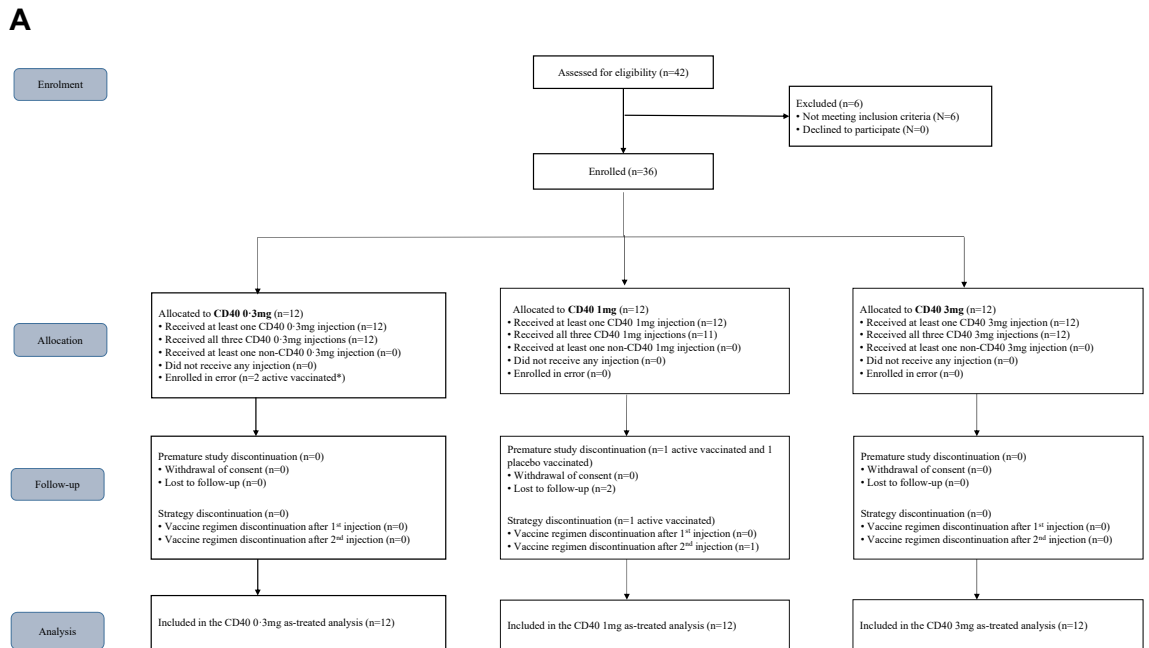 A
Enrolment
Assessed for eligibility (n=42)
Excluded (n=6)
• Not meeting inclusion criteria (N=6)
• Declined to participate (N=0)
Enrolled (n=36)
Allocation
Allocated to CD40 0·3mg (n=12)
• Received at least one CD40 0·3mg injection (n=12)
• Received all three CD40 0·3mg injections (n=12)
• Received at least one non-CD40 0·3mg injection (n=0)
• Did not receive any injection (n=0)
• Enrolled in error (n=2 active vaccinated*)
Allocated to CD40 1mg (n=12)
• Received at least one CD40 1mg injection (n=12)
• Received all three CD40 1mg injections (n=11)
• Received at least one non-CD40 1mg injection (n=0)
• Did not receive any injection (n=0)
• Enrolled in error (n=0)
Allocated to CD40 3mg (n=12)
• Received at least one CD40 3mg injection (n=12)
• Received all three CD40 3mg injections (n=12)
• Received at least one non-CD40 3mg injection (n=0)
• Did not receive any injection (n=0)
• Enrolled in error (n=0)
Follow-up
Premature study discontinuation (n=0)
• Withdrawal of consent (n=0)
• Lost to follow-up (n=0)
Strategy discontinuation (n=0)
• Vaccine regimen discontinuation after 1st injection (n=0)
• Vaccine regimen discontinuation after 2nd injection (n=0)
Premature study discontinuation (n=1 active vaccinated and 1
placebo vaccinated)
• Withdrawal of consent (n=0)
• Lost to follow-up (n=2)
Strategy discontinuation (n=1 active vaccinated)
• Vaccine regimen discontinuation after 1st injection (n=0)
• Vaccine regimen discontinuation after 2nd injection (n=1)
Premature study discontinuation (n=0)
• Withdrawal of consent (n=0)
• Lost to follow-up (n=0)
Strategy discontinuation (n=0)
• Vaccine regimen discontinuation after 1st injection (n=0)
• Vaccine regimen discontinuation after 2nd injection (n=0)
Analysis
Included in the CD40 0·3mg as-treated analysis (n=12)
Included in the CD40 1mg as-treated analysis (n=12)
Included in the CD40 3mg as-treated analysis (n=12)